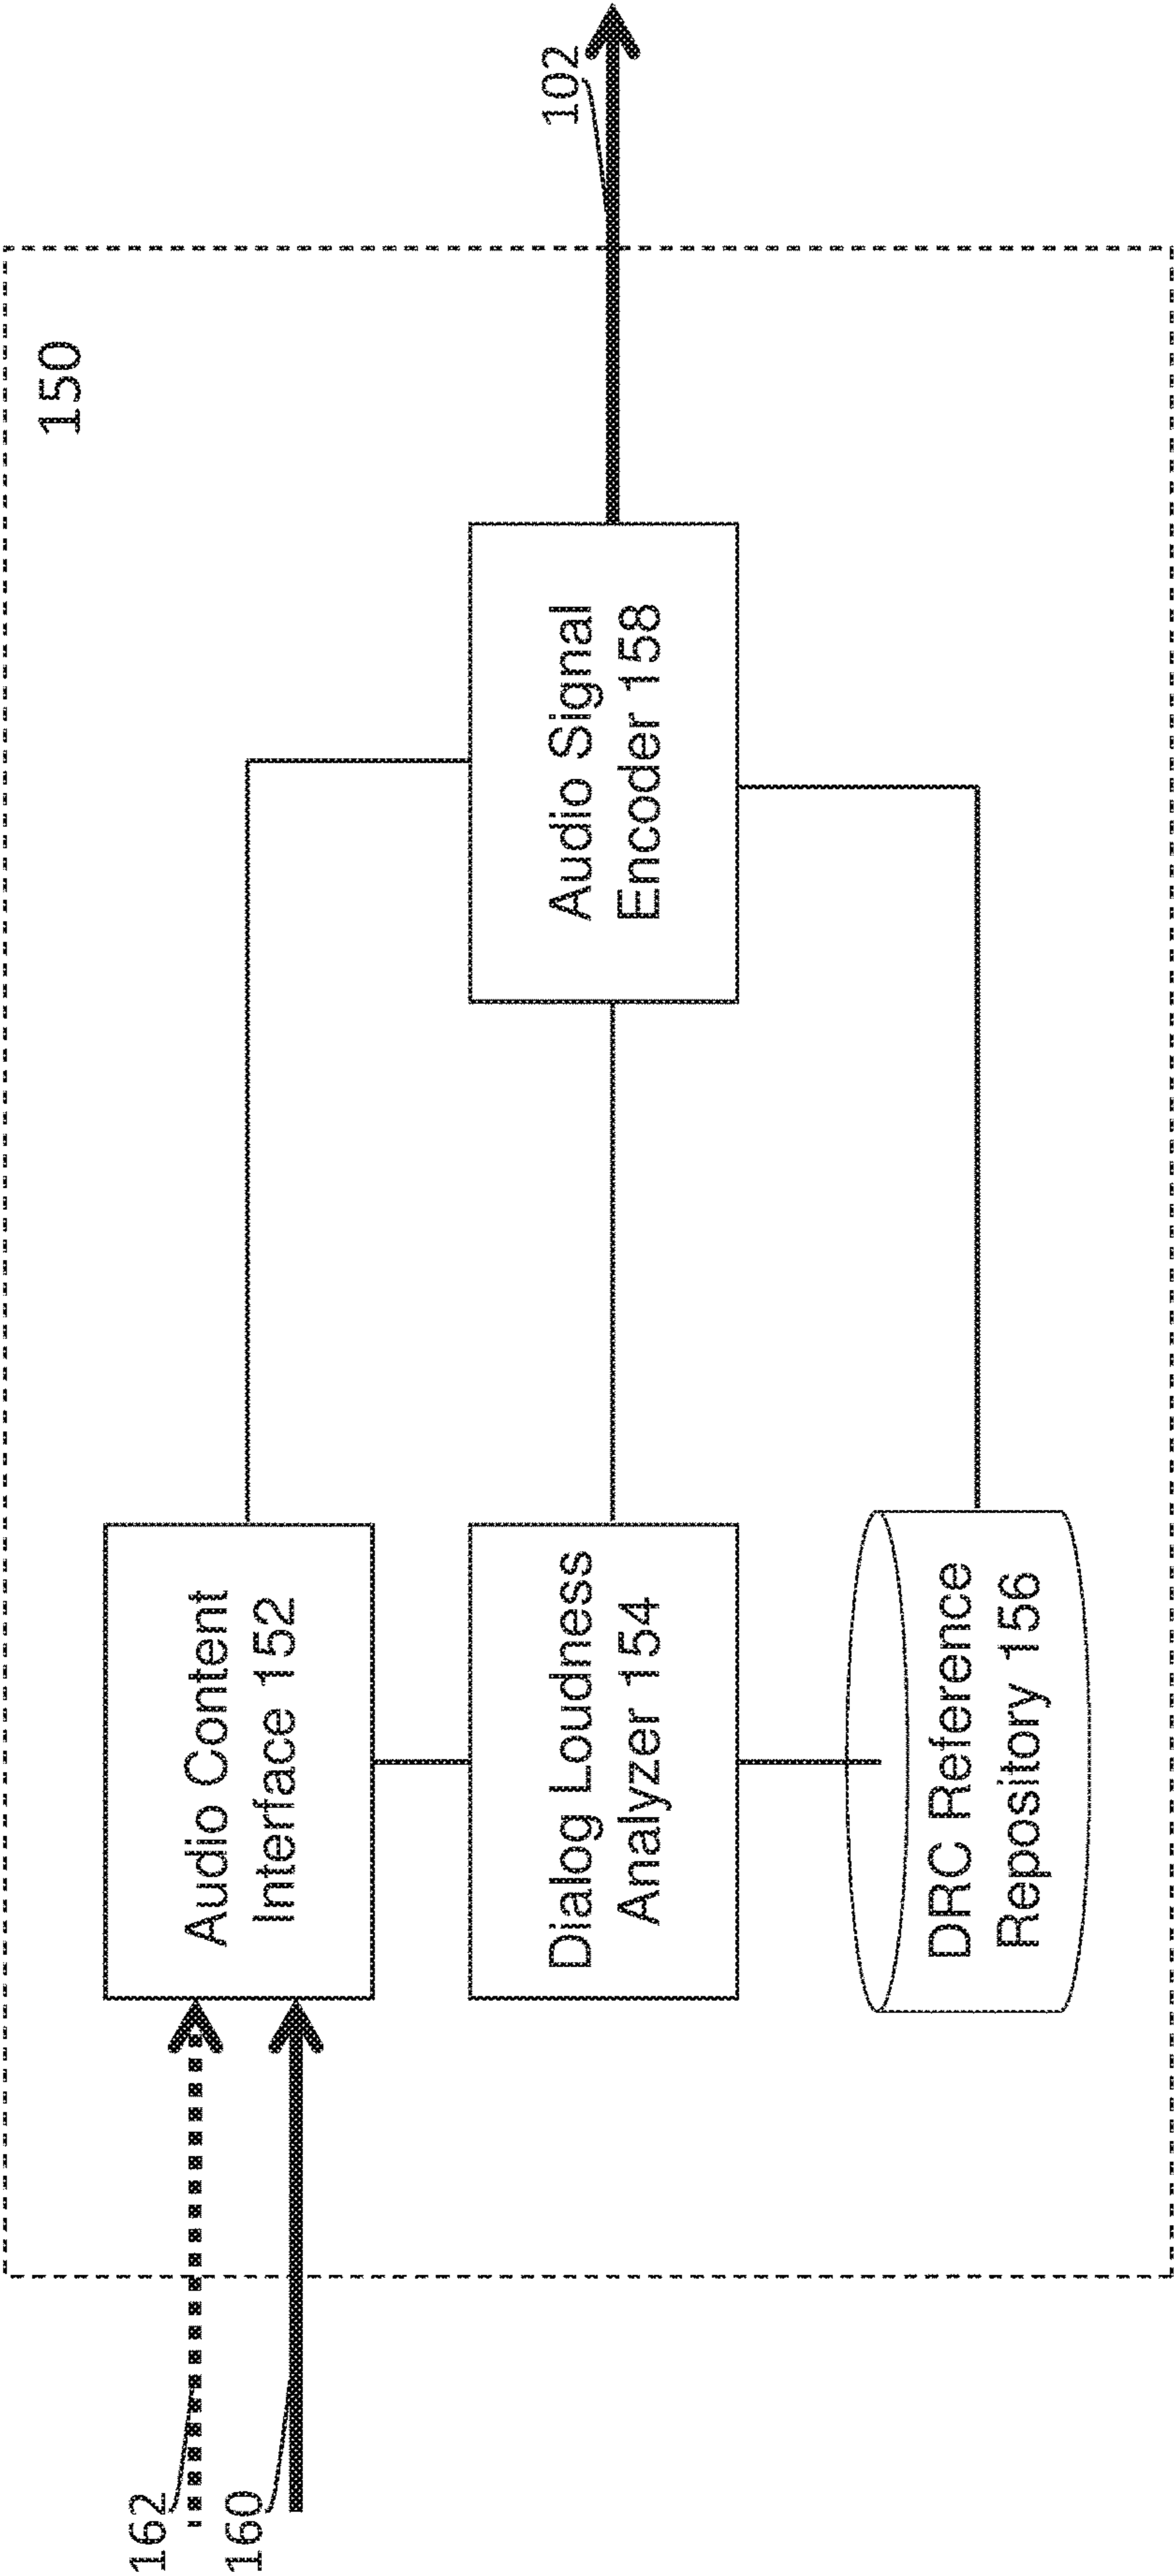 150
162
160
Audio Content
Interface 152
Dialog Loudness
Analyzer 154
DRC Reference
Repository 156
Audio Signal
Encoder 158
102